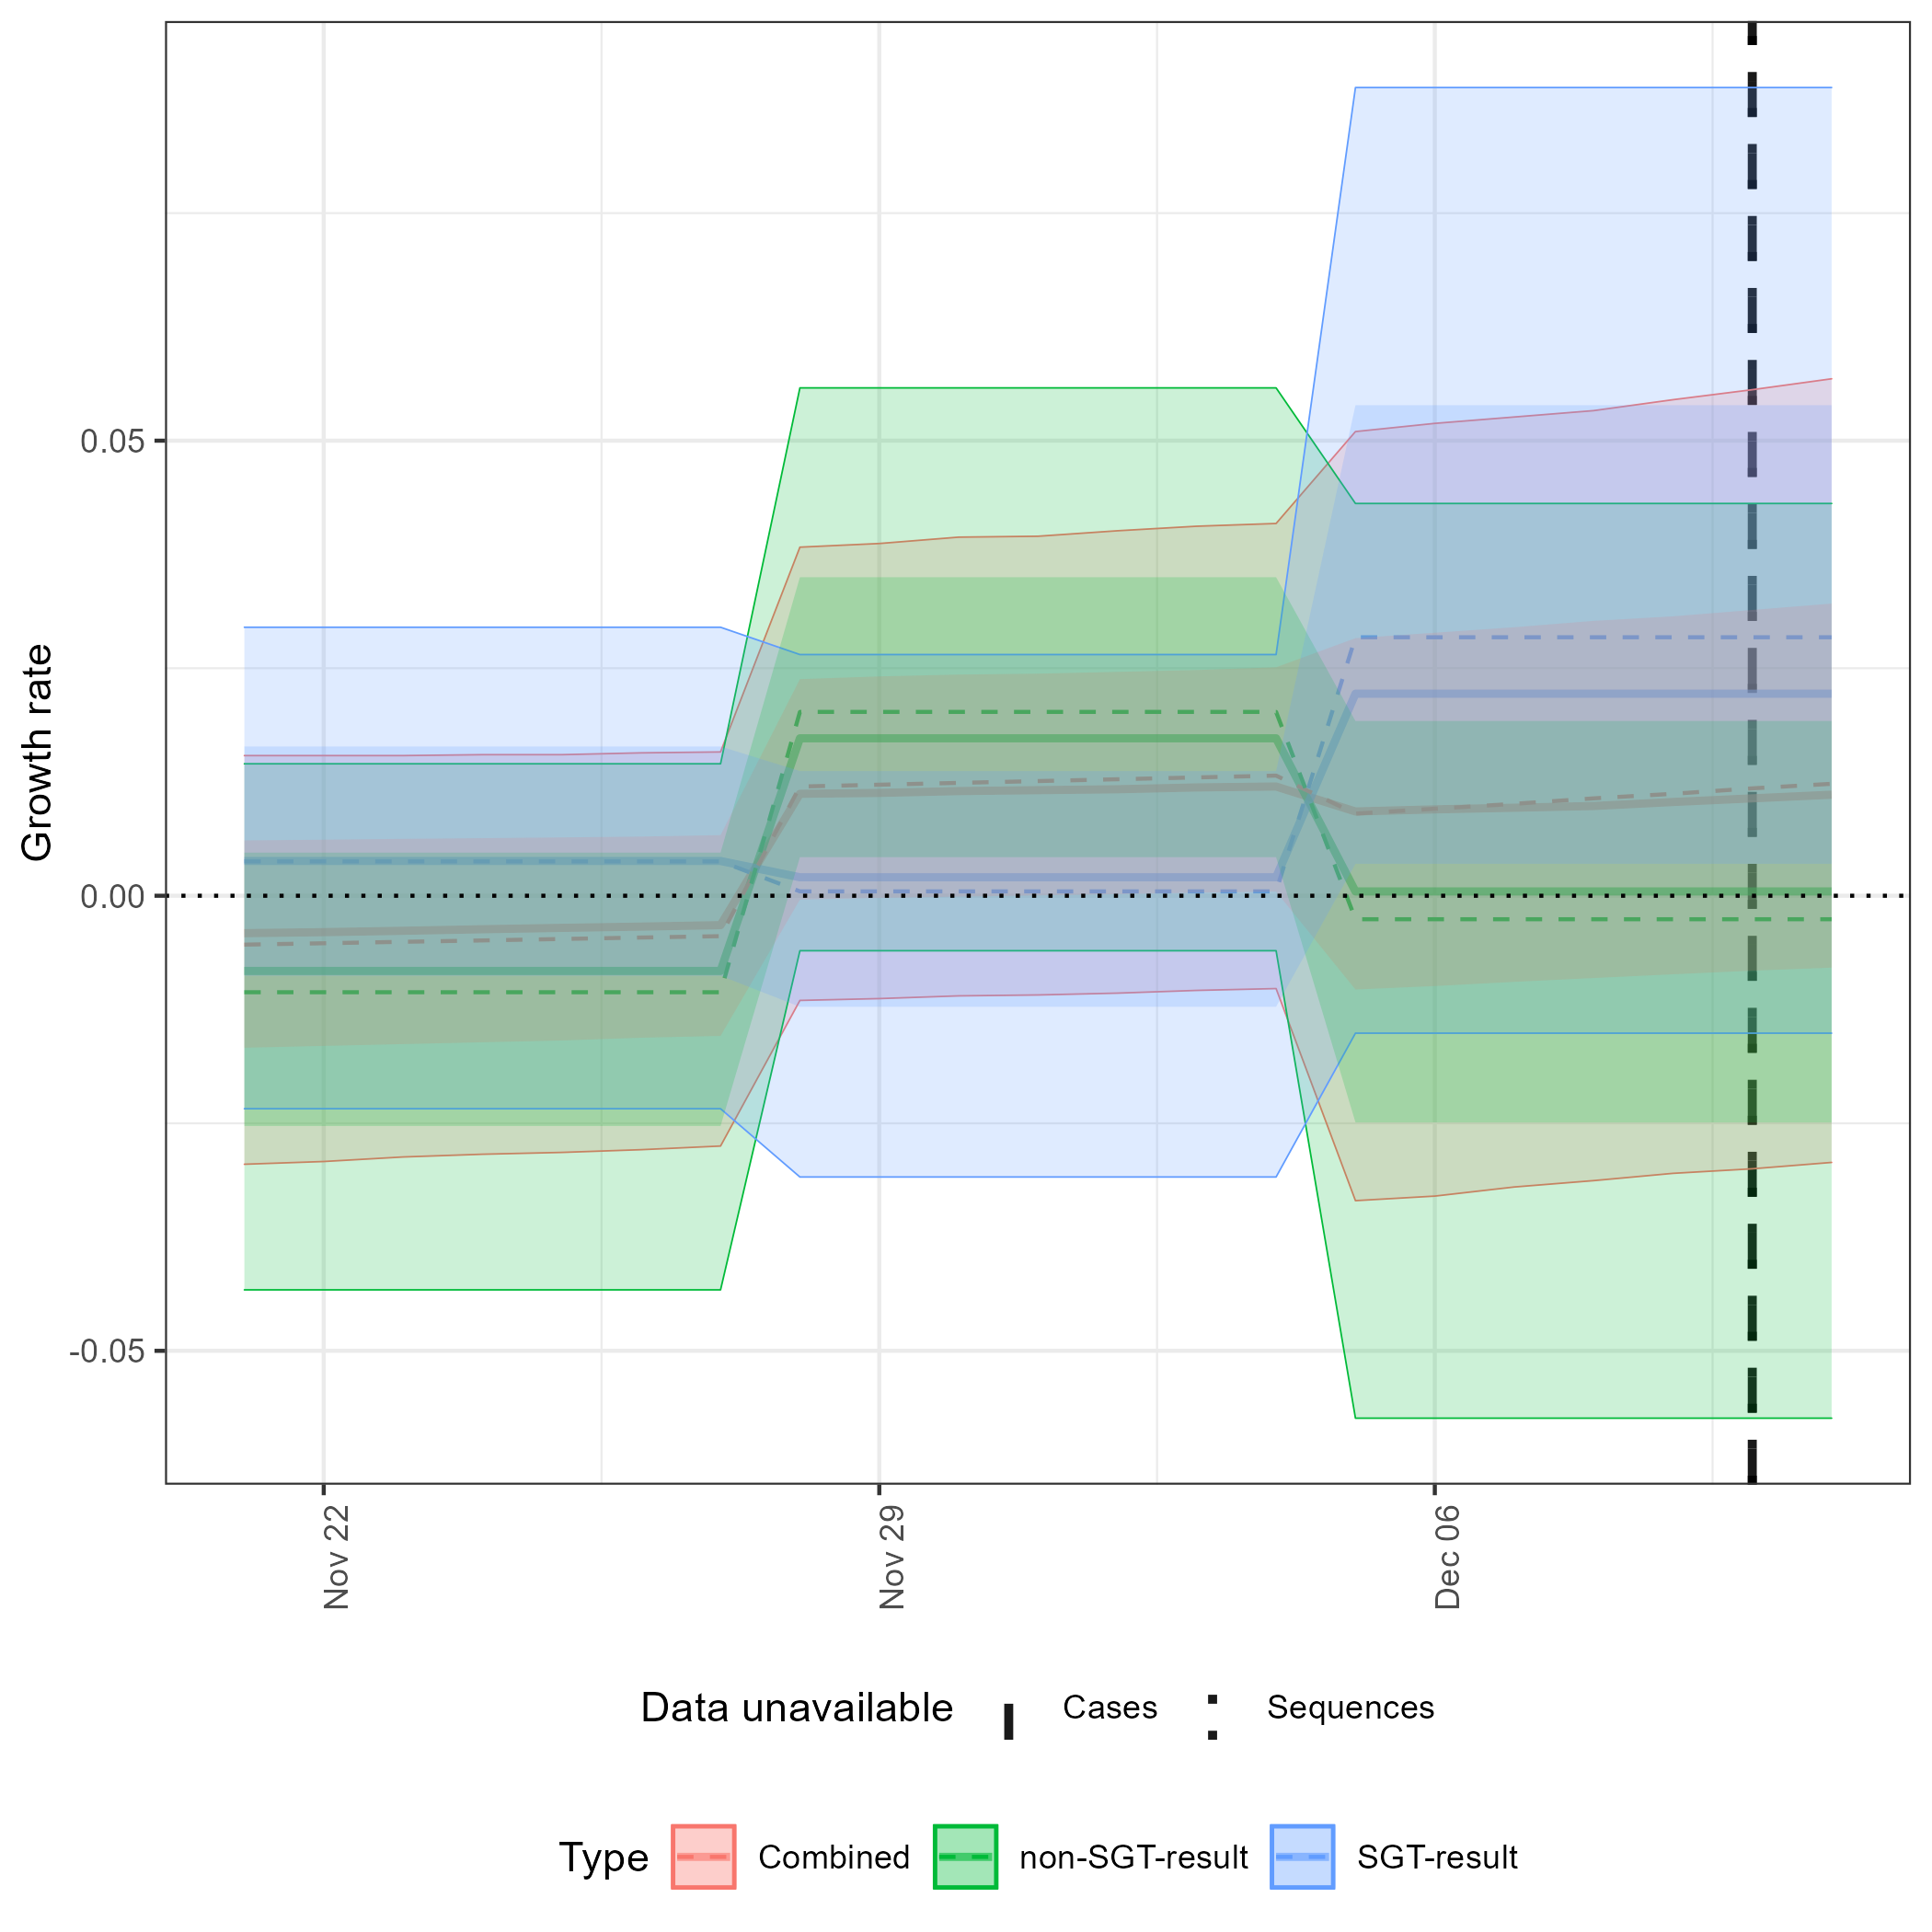 Growth rate
0.05
0.00
-0.05
Nov 22
Nov 29
Dec 06
Data unavailable Cases Sequences
Type Combined non-SGT-result SGT-result